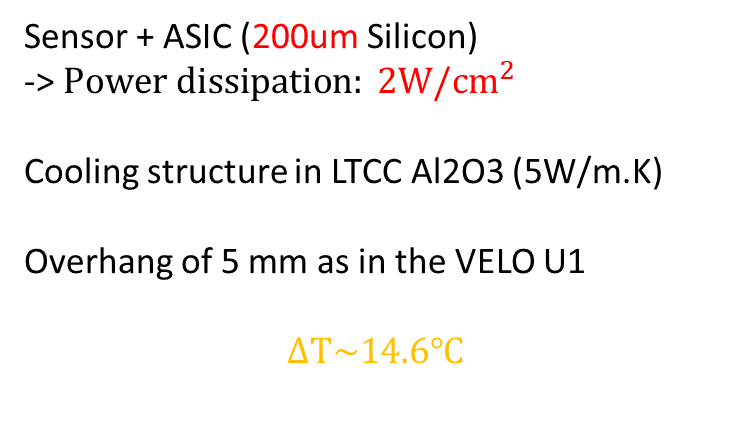 Sensor + ASIC (200um Silicon)
-> Power dissipation: 2W/cm²
Cooling structure in LTCC Al2O3 (5W/m.K)
Overhang of 5 mm as in the VELO U1
ΔT~14.6°C